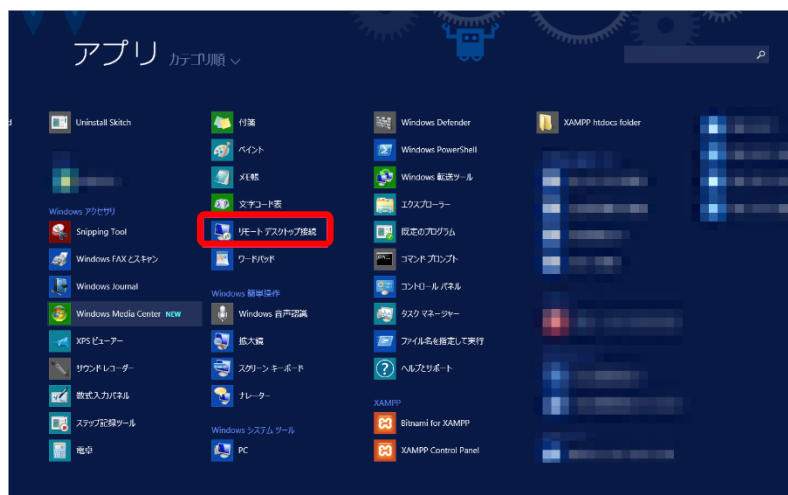 アプリ カテゴリ順
d
Uninstall Skitch
Windows アクセサリ
Snipping Tool
Windows FAX とスキャン
Windows Journal
Windows Media Center NEW
XPS ビューアー
サウンド レコーダー
数式入力パネル
ステップ記録ツール
電卓
付箋
ペイント
メモ帳
文字コード表
リモート デスクトップ接続
ワードパッド
Windows 簡単操作
Windows 音声認識
拡大鏡
スクリーン キーボード
ナレーター
Windows システム ツール
PC
Windows Defender
Windows PowerShell
Windows 転送ツール
エクスプローラー
既定のプログラム
コマンド プロンプト
コントロール パネル
タスク マネージャー
ファイル名を指定して実行
ヘルプとサポート
XAMPP
Bitnami for XAMPP
XAMPP Control Panel
XAMPP htdocs folder